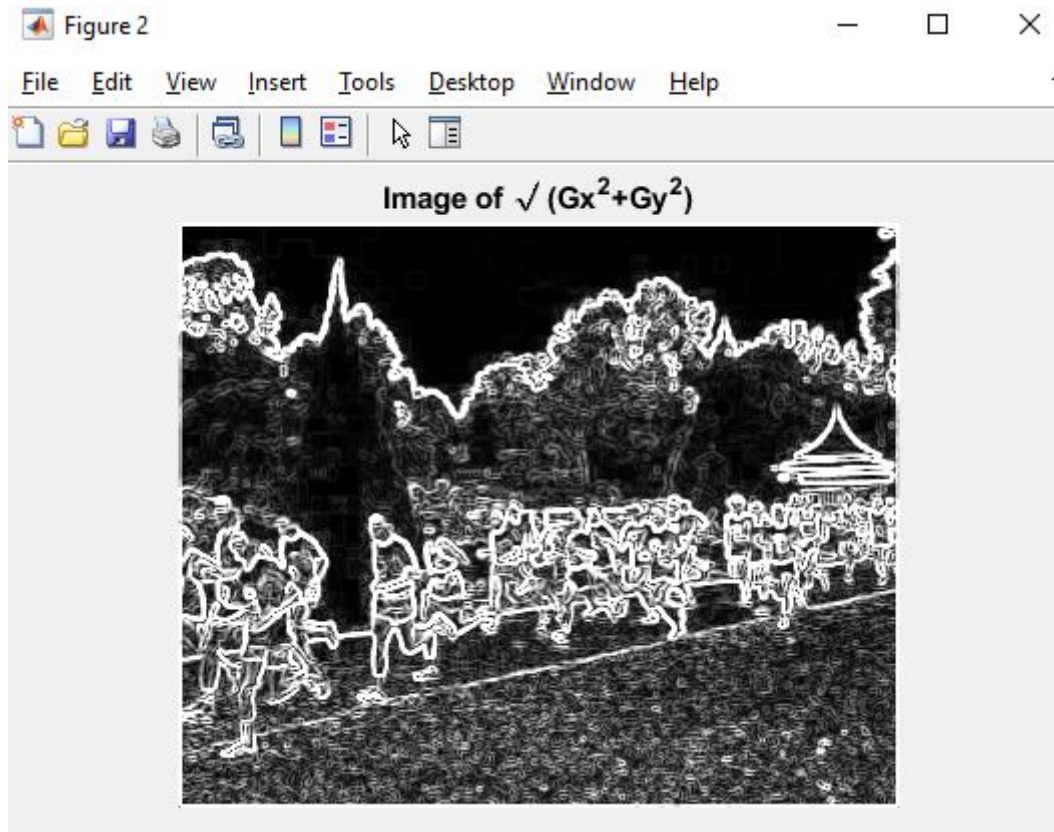 Figure 2
File Edit View Insert Tools Desktop Window Help
Image of √ (Gx²+Gy²)